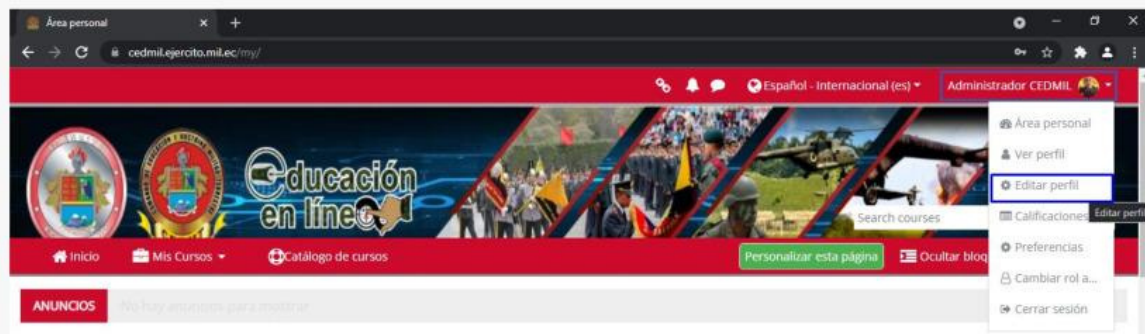 Área personal
cedmil.ejercito.mil.ec/my/
Español - Internacional (es)
Administrador CEDMIL
Área personal
Ver perfil
Editar perfil
Calificaciones
Editar perfil
Preferencias
Cambiar rol a...
Cerrar sesión
Educación
en línea
Search courses
Inicio
Mis Cursos
Catálogo de cursos
Personalizar esta página
Ocultar bloq
ANUNCIOS
No hay anuncios para mostrar